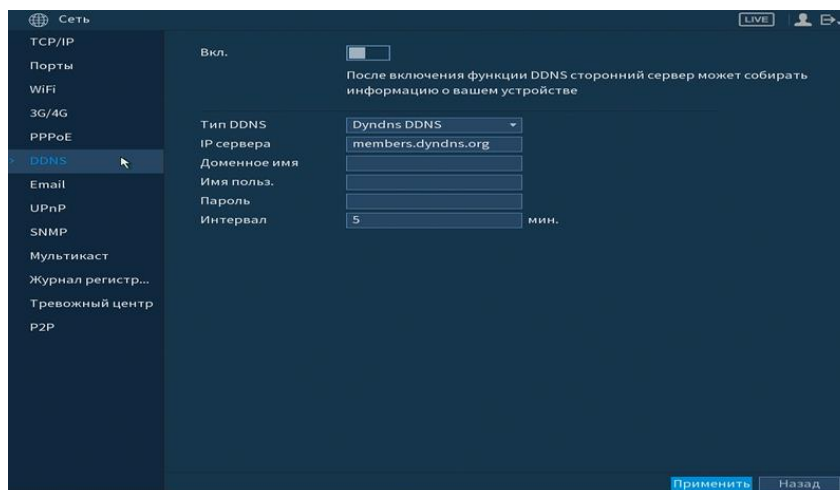 Сеть
LIVE
TCP/IP
Порты
WiFi
3G/4G
PPPoE
DDNS
Email
UPnP
SNMP
Мультикаст
Журнал регистр...
Тревожный центр
P2P
Вкл.
После включения функции DDNS сторонний сервер может собирать
информацию о вашем устройстве
Тип DDNS Dyndns DDNS
IP сервера members.dyndns.org
Доменное имя
Имя польз.
Пароль
Интервал 5 мин.
Применить Назад